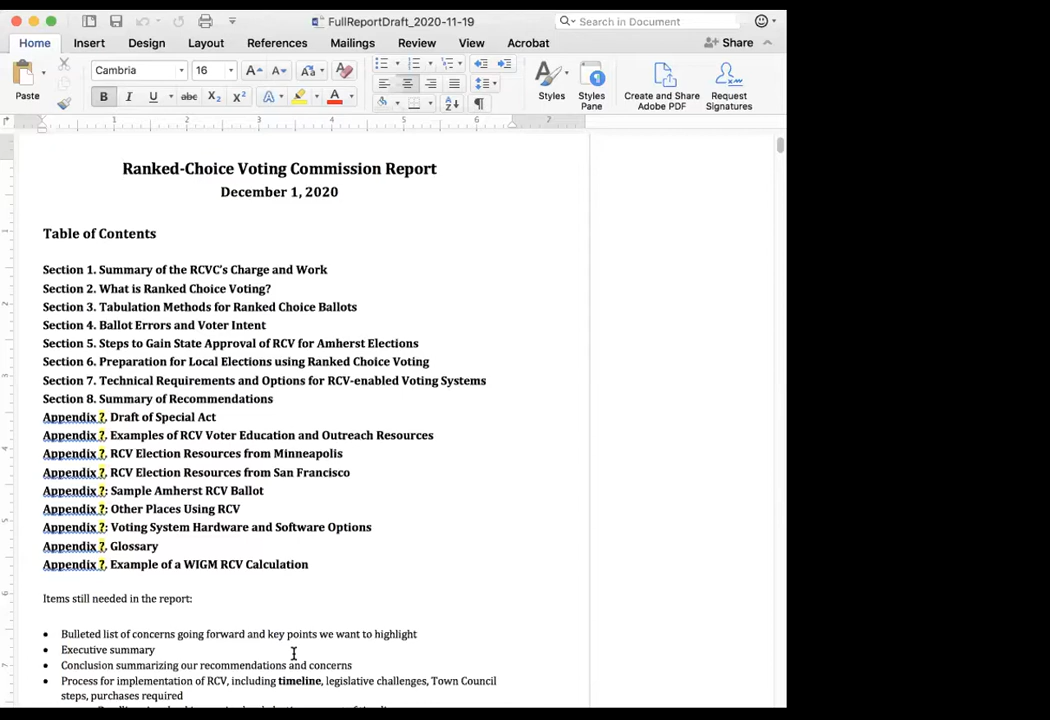 FullReportDraft_2020-11-19
Search in Document
Home Insert Design Layout References Mailings Review View Acrobat Share
Paste Cambria 16 Styles Styles Pane Create and Share Adobe PDF Request Signatures
B I U abc X2 X2 A A
1 2 3 4 5 6 7
Ranked-Choice Voting Commission Report
December 1, 2020
Table of Contents
Section 1. Summary of the RCVC's Charge and Work
Section 2. What is Ranked Choice Voting?
Section 3. Tabulation Methods for Ranked Choice Ballots
Section 4. Ballot Errors and Voter Intent
Section 5. Steps to Gain State Approval of RCV for Amherst Elections
Section 6. Preparation for Local Elections using Ranked Choice Voting
Section 7. Technical Requirements and Options for RCV-enabled Voting Systems
Section 8. Summary of Recommendations
Appendix ?. Draft of Special Act
Appendix ?. Examples of RCV Voter Education and Outreach Resources
Appendix ?. RCV Election Resources from Minneapolis
Appendix ?. RCV Election Resources from San Francisco
Appendix ?: Sample Amherst RCV Ballot
Appendix ?: Other Places Using RCV
Appendix ?: Voting System Hardware and Software Options
Appendix ?. Glossary
Appendix ?. Example of a WIGM RCV Calculation
Items still needed in the report:
• Bulleted list of concerns going forward and key points we want to highlight
• Executive summary
• Conclusion summarizing our recommendations and concerns
• Process for implementation of RCV, including timeline, legislative challenges, Town Council
steps, purchases required